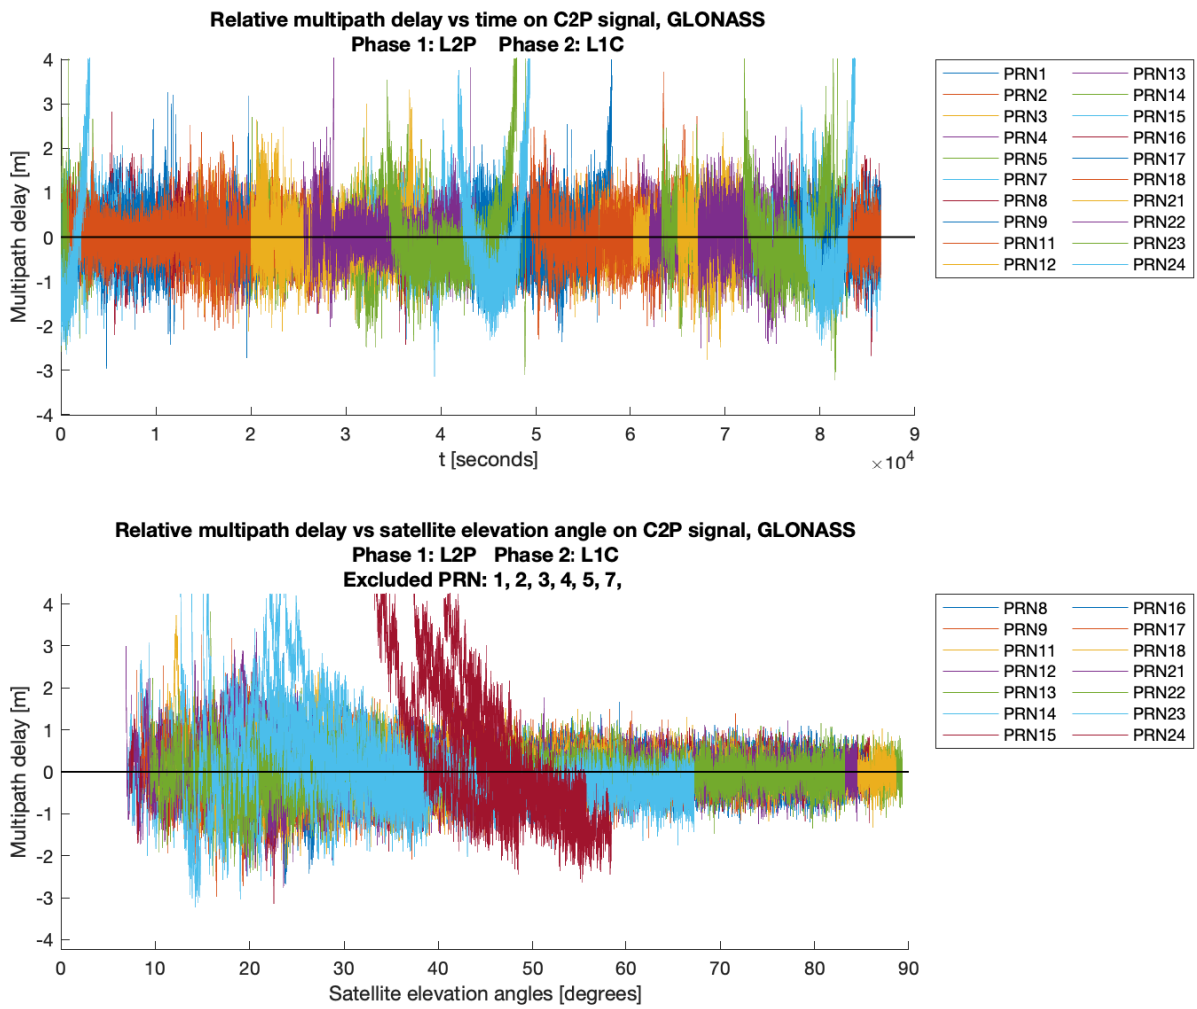 Relative multipath delay vs time on C2P signal, GLONASS
Phase 1: L2P Phase 2: L1C
Multipath delay [m]
4
3
2
1
0
-1
-2
-3
-4
0 1 2 3 4 5 6 7 8 9
×10⁴
t [seconds]
PRN1 PRN13
PRN2 PRN14
PRN3 PRN15
PRN4 PRN16
PRN5 PRN17
PRN7 PRN18
PRN8 PRN21
PRN9 PRN22
PRN11 PRN23
PRN12 PRN24
Relative multipath delay vs satellite elevation angle on C2P signal, GLONASS
Phase 1: L2P Phase 2: L1C
Excluded PRN: 1, 2, 3, 4, 5, 7,
Multipath delay [m]
4
3
2
1
0
-1
-2
-3
-4
0 10 20 30 40 50 60 70 80 90
Satellite elevation angles [degrees]
PRN8 PRN16
PRN9 PRN17
PRN11 PRN18
PRN12 PRN21
PRN13 PRN22
PRN14 PRN23
PRN15 PRN24